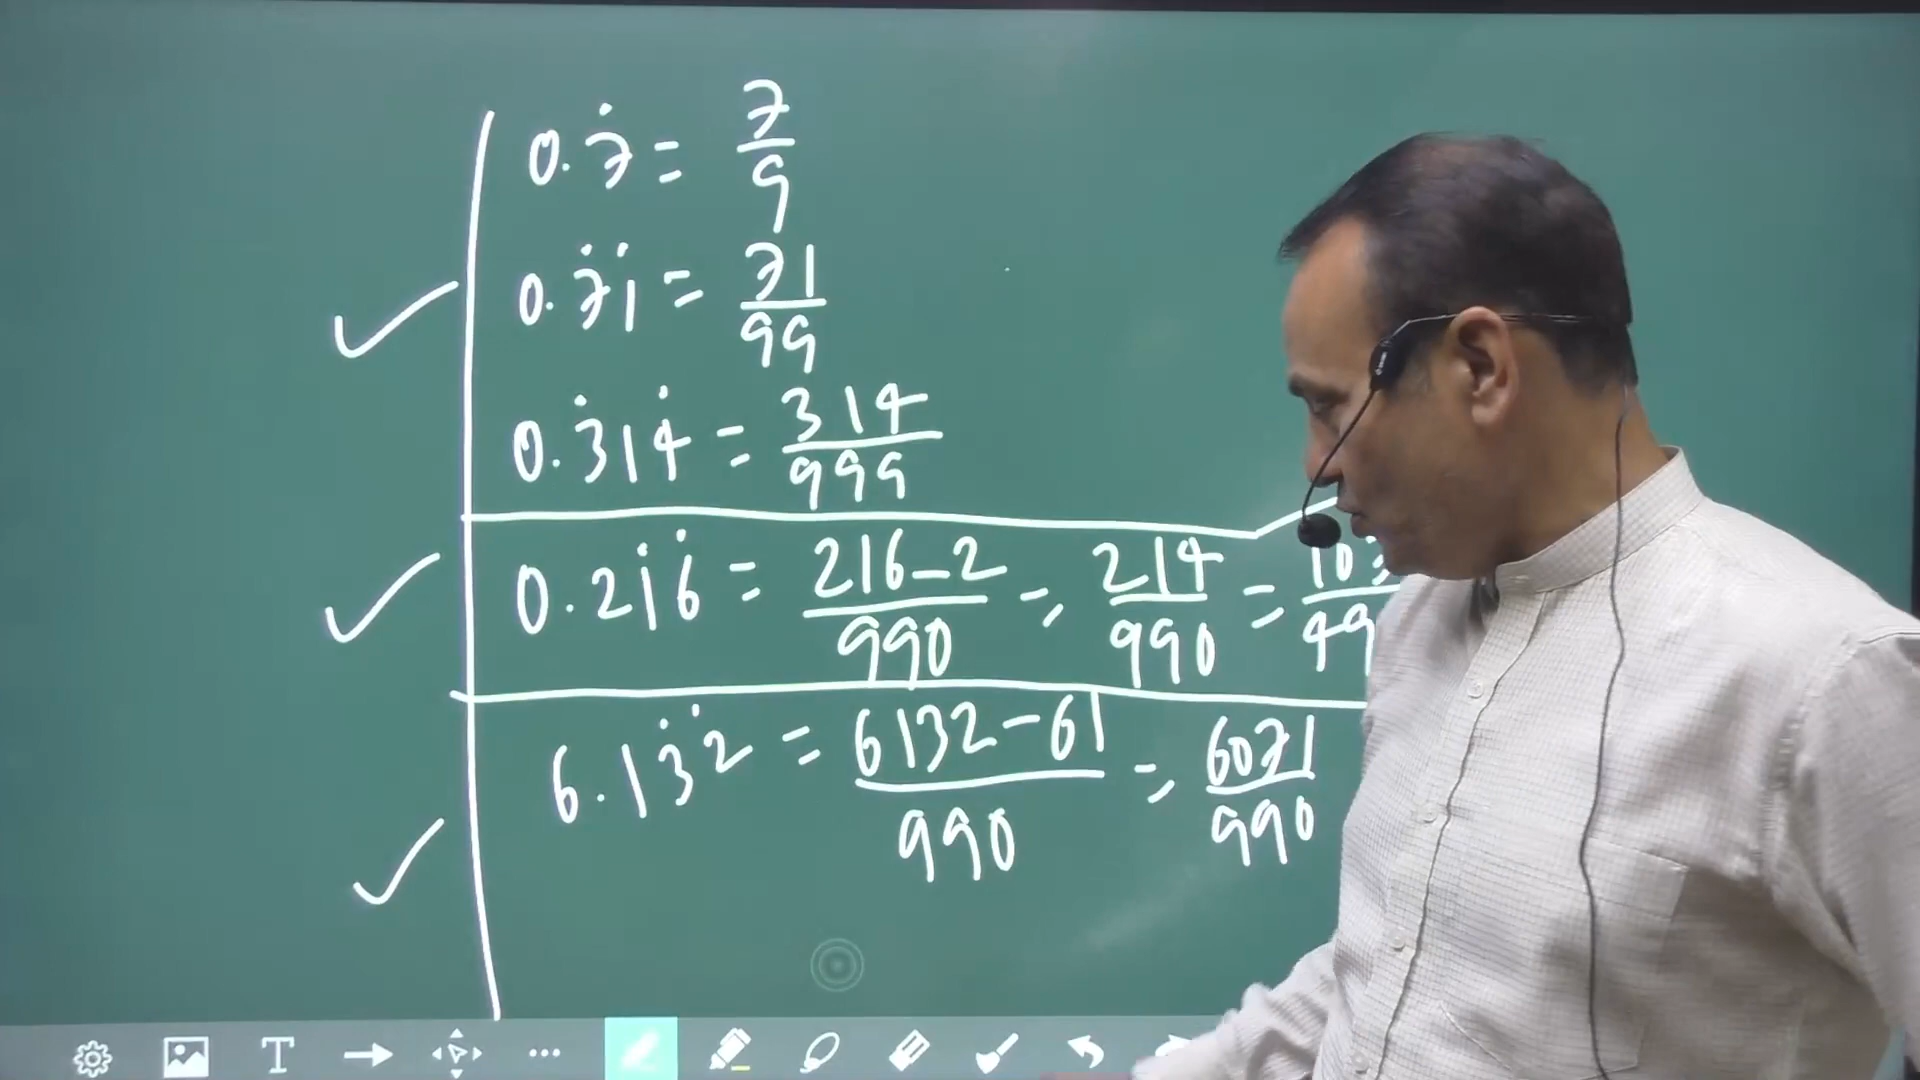 0.7̇ = 7/9
0.7̇1̇ = 71/99
0.3̇14̇ = 314/999
0.21̇6̇ = 216-2/990 = 214/990 =
6.13̇2̇ = 6132-61/990 = 6071/990
T